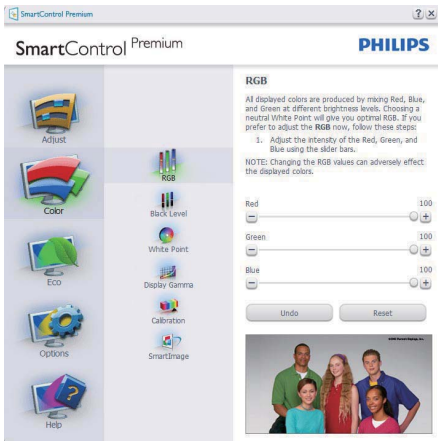 SmartControl Premium
SmartControl Premium
PHILIPS
Adjust
Color
Eco
Options
Help
RGB
Black Level
White Point
Display Gamma
Calibration
SmartImage
RGB
All displayed colors are produced by mixing Red, Blue,
and Green at different brightness levels. Choosing a
neutral White Point will give you optimal RGB. If you
prefer to adjust the RGB now, follow these steps:
1. Adjust the intensity of the Red, Green, and
Blue using the slider bars.
NOTE: Changing the RGB values can adversely effect
the displayed colors.
Red 100
Green 100
Blue 100
Undo Reset